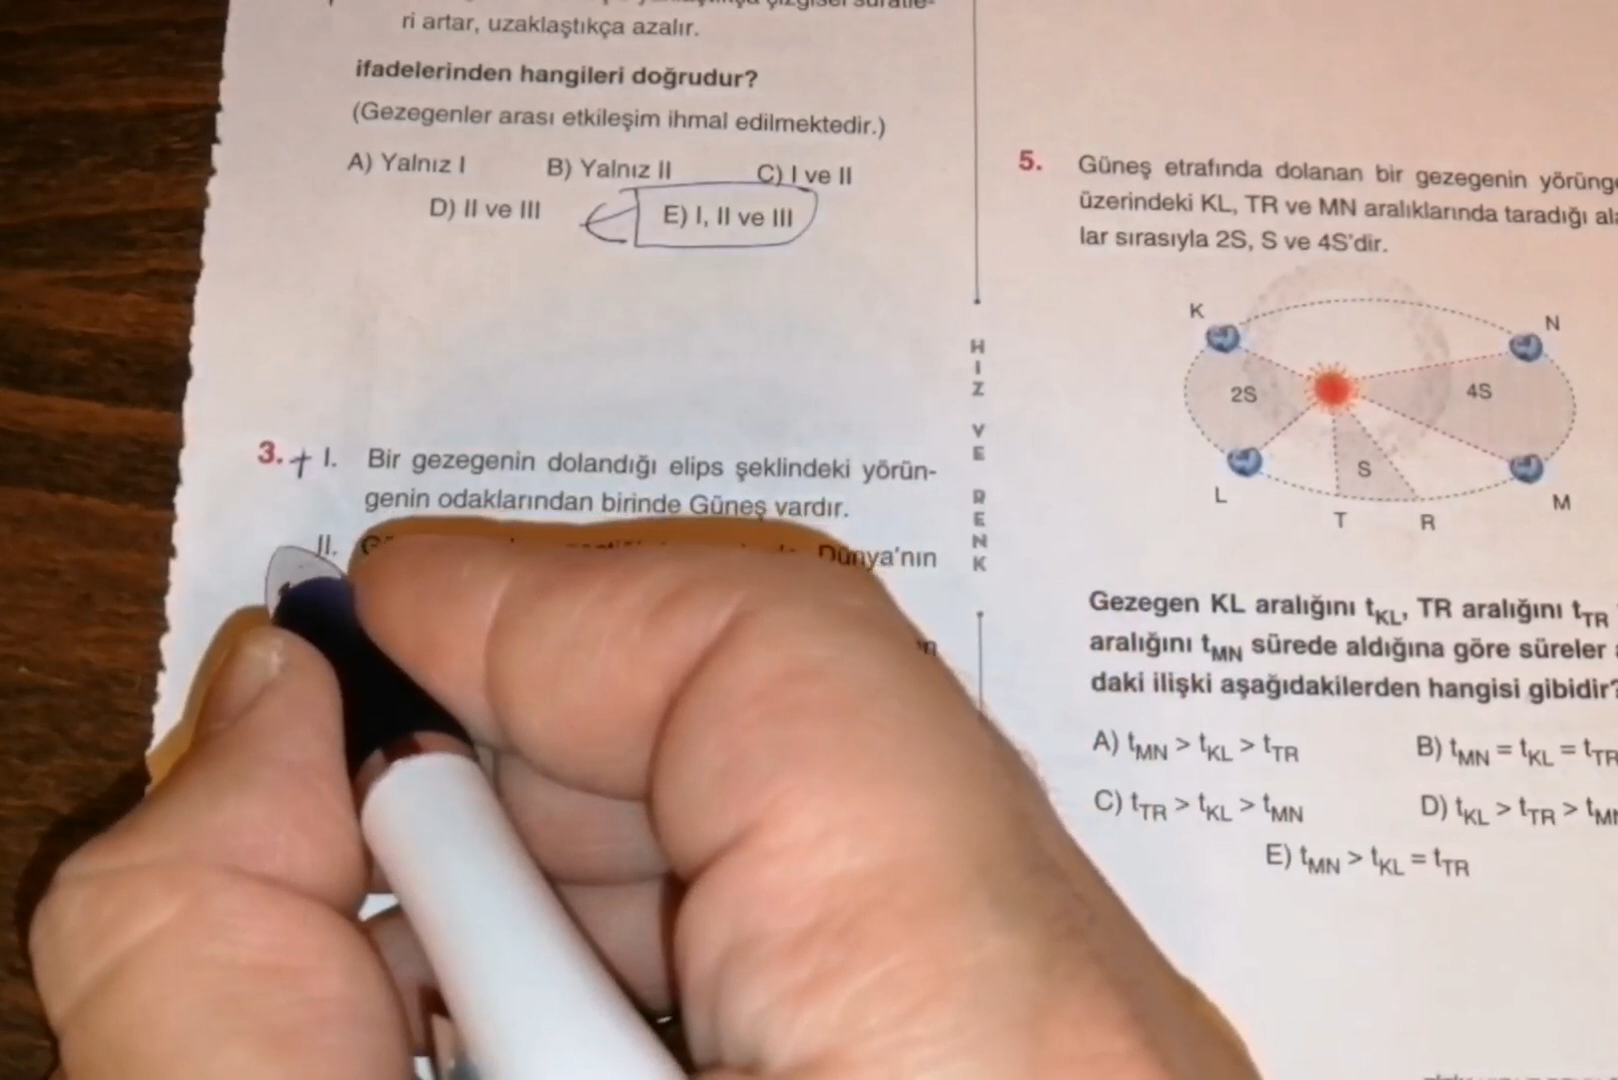 ri artar, uzaklaştıkça azalır.
ifadelerinden hangileri doğrudur?
(Gezegenler arası etkileşim ihmal edilmektedir.)
A) Yalnız I B) Yalnız II C) I ve II
D) II ve III E) I, II ve III
3. + I. Bir gezegenin dolandığı elips şeklindeki yörün-
genin odaklarından birinde Güneş vardır.
II. Dünya'nın
HIZ VE RENK
5. Güneş etrafında dolanan bir gezegenin
üzerindeki KL, TR ve MN aralıklarında taradığı
lar sırasıyla 2S, S ve 4S'dir.
K N
2S 4S
S
L M
T R
Gezegen KL aralığını tKL, TR aralığını tTR
aralığını tMN sürede aldığına göre süreler
daki ilişki aşağıdakilerden hangisi gibidir?
A) tMN > tKL > tTR B) tMN = tKL = tTR
C) tTR > tKL > tMN D) tKL > tTR >
E) tMN > tKL = tTR